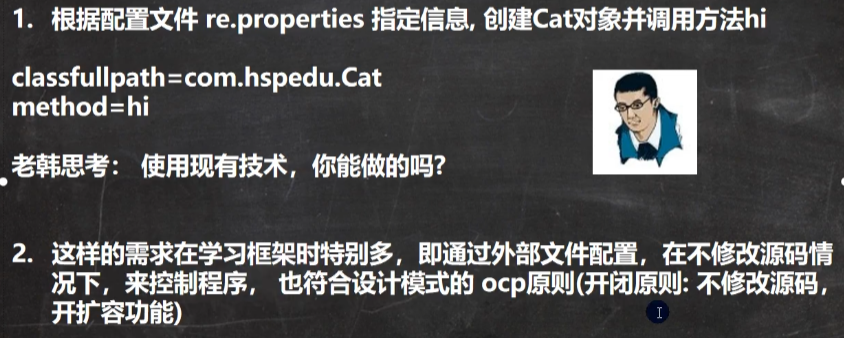 1. 根据配置文件 re.properties 指定信息, 创建Cat对象并调用方法hi
classfullpath=com.hspedu.Cat
method=hi
老韩思考： 使用现有技术，你能做的吗?
2. 这样的需求在学习框架时特别多，即通过外部文件配置，在不修改源码情
况下，来控制程序， 也符合设计模式的 ocp原则(开闭原则: 不修改源码，
开扩容功能)